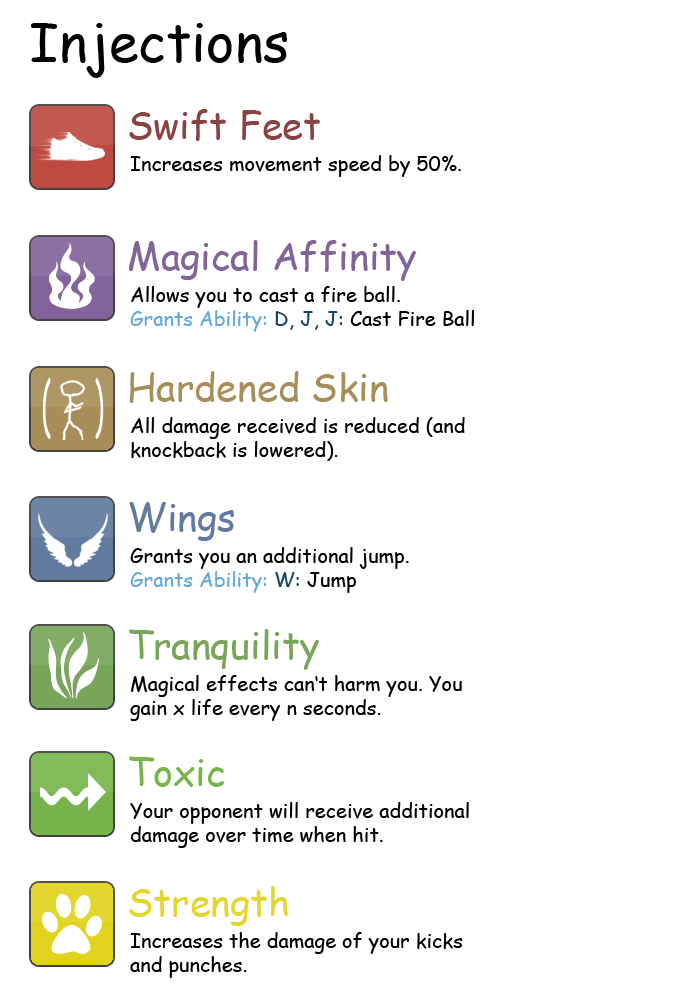 Injections
Swift Feet
Increases movement speed by 50%.
Magical Affinity
Allows you to cast a fire ball.
Grants Ability: D, J, J: Cast Fire Ball
Hardened Skin
All damage received is reduced (and
knockback is lowered).
Wings
Grants you an additional jump.
Grants Ability: W: Jump
Tranquility
Magical effects can't harm you. You
gain x life every n seconds.
Toxic
Your opponent will receive additional
damage over time when hit.
Strength
Increases the damage of your kicks
and punches.